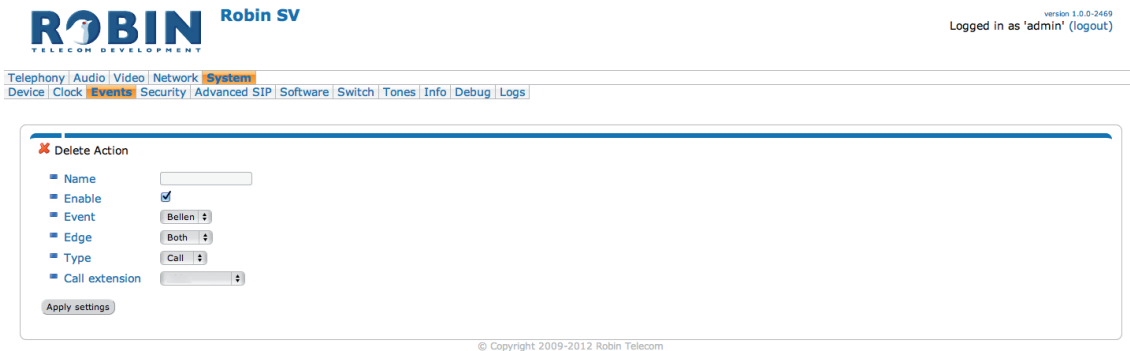 ROBIN
TELECOM DEVELOPMENT
Robin SV
version 1.0.0-2469
Logged in as 'admin' (logout)
Telephony Audio Video Network System
Device Clock Events Security Advanced SIP Software Switch Tones Info Debug Logs
Delete Action
Name
Enable
Event Bellen
Edge Both
Type Call
Call extension
Apply settings
© Copyright 2009-2012 Robin Telecom